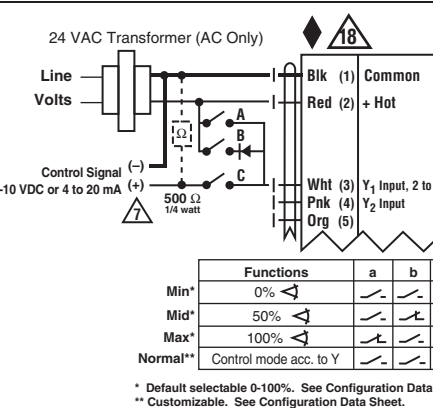 24 VAC Transformer (AC Only)
18
Line
Volts
Blk (1) Common
Red (2) + Hot
A
B
C
Ω
Control Signal (–)
-10 VDC or 4 to 20 mA (+)
7
500 Ω
1/4 watt
Wht (3) Y1 Input, 2 to
Pnk (4) Y2 Input
Org (5)
Functions a b
Min* 0%
Mid* 50%
Max* 100%
Normal** Control mode acc. to Y
* Default selectable 0-100%. See Configuration Data
** Customizable. See Configuration Data Sheet.